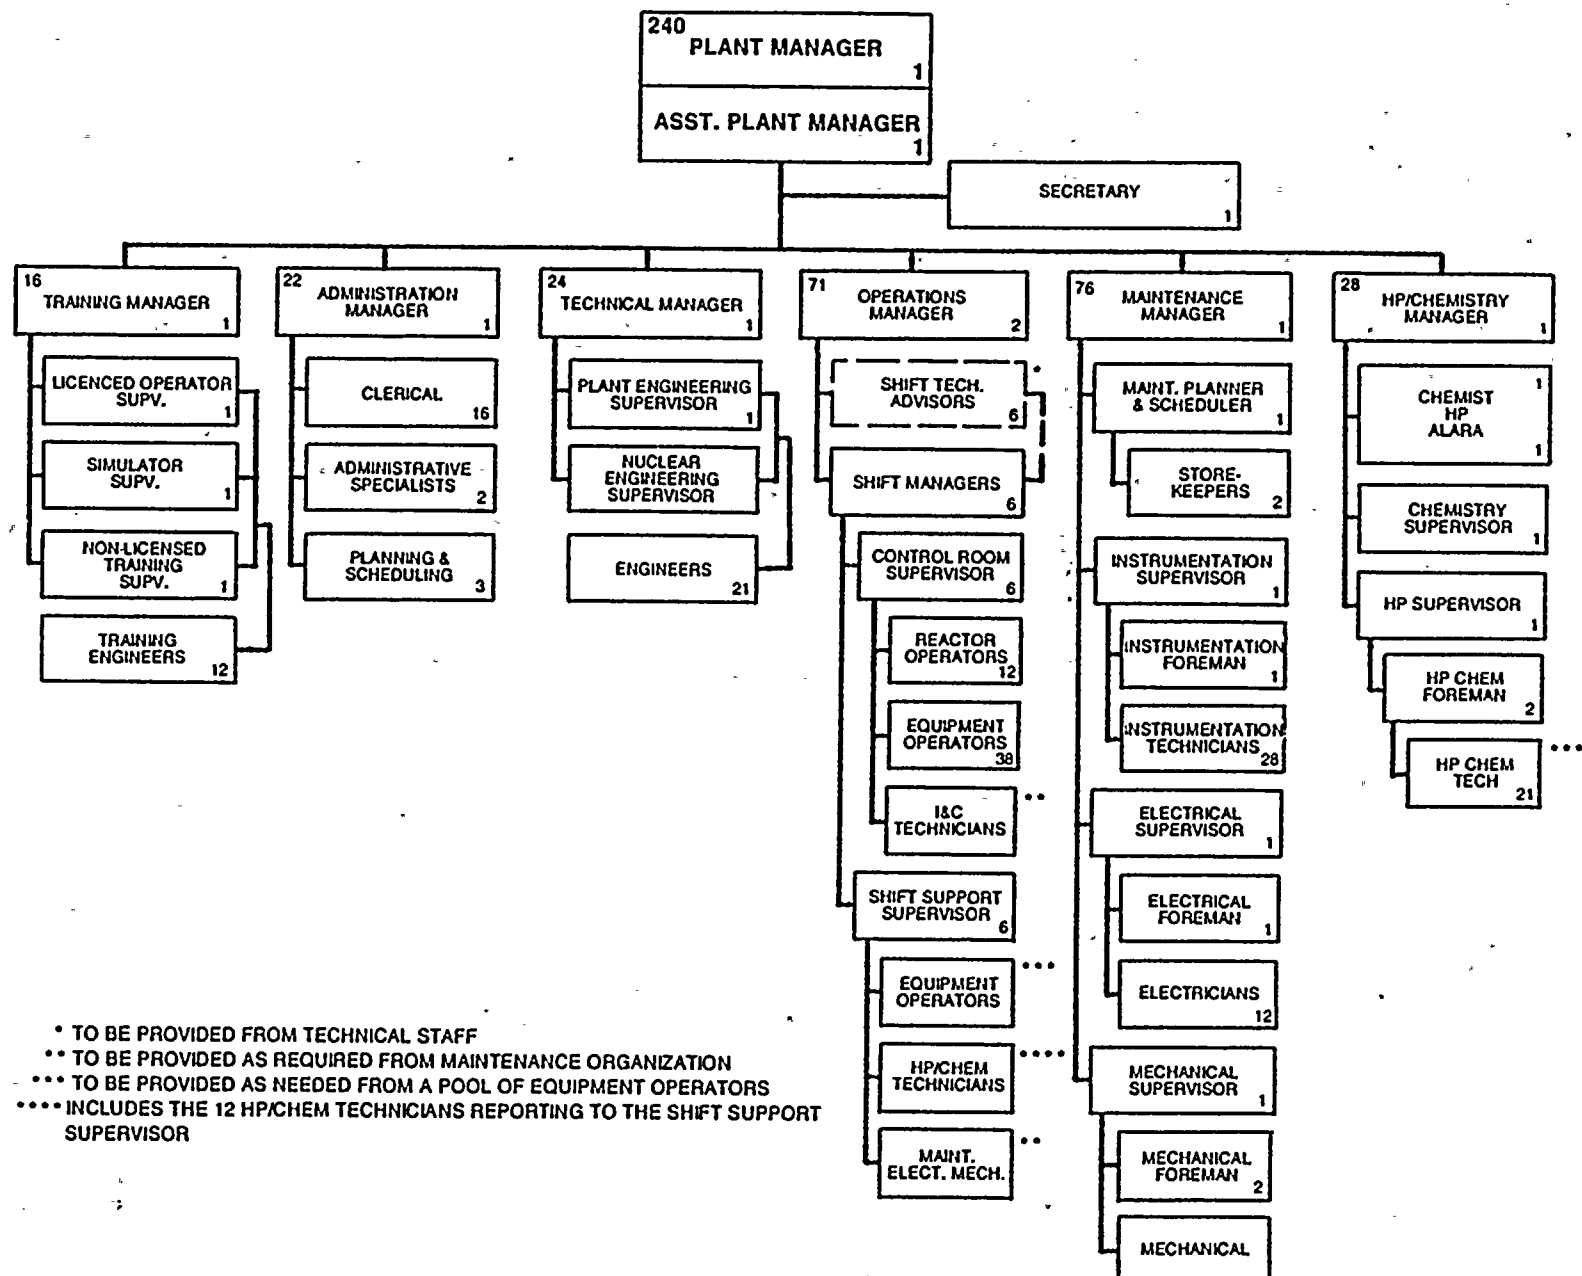 240
PLANT MANAGER
1
ASST. PLANT MANAGER
1
SECRETARY
1
16
TRAINING MANAGER
1
LICENCED OPERATOR
SUPV.
1
SIMULATOR
SUPV.
1
NON-LICENSED
TRAINING
SUPV.
1
TRAINING
ENGINEERS
12
22
ADMINISTRATION
MANAGER
1
CLERICAL
16
ADMINISTRATIVE
SPECIALISTS
2
PLANNING &
SCHEDULING
3
24
TECHNICAL MANAGER
1
PLANT ENGINEERING
SUPERVISOR
1
NUCLEAR
ENGINEERING
SUPERVISOR
1
ENGINEERS
21
71
OPERATIONS
MANAGER
2
SHIFT TECH.
ADVISORS
6
*
SHIFT MANAGERS
6
CONTROL ROOM
SUPERVISOR
6
REACTOR
OPERATORS
12
EQUIPMENT
OPERATORS
38
I&C
TECHNICIANS
**
SHIFT SUPPORT
SUPERVISOR
6
EQUIPMENT
OPERATORS
***
HP/CHEM
TECHNICIANS
****
MAINT.
ELECT. MECH.
**
76
MAINTENANCE
MANAGER
1
MAINT. PLANNER
& SCHEDULER
1
STORE-
KEEPERS
2
INSTRUMENTATION
SUPERVISOR
1
INSTRUMENTATION
FOREMAN
1
INSTRUMENTATION
TECHNICIANS
28
ELECTRICAL
SUPERVISOR
1
ELECTRICAL
FOREMAN
1
ELECTRICIANS
12
MECHANICAL
SUPERVISOR
1
MECHANICAL
FOREMAN
2
MECHANICAL
28
HP/CHEMISTRY
MANAGER
1
CHEMIST
1
HP
ALARA
1
CHEMISTRY
SUPERVISOR
1
HP SUPERVISOR
1
HP CHEM
FOREMAN
2
HP CHEM
TECH
21
****
* TO BE PROVIDED FROM TECHNICAL STAFF
** TO BE PROVIDED AS REQUIRED FROM MAINTENANCE ORGANIZATION
*** TO BE PROVIDED AS NEEDED FROM A POOL OF EQUIPMENT OPERATORS
**** INCLUDES THE 12 HP/CHEM TECHNICIANS REPORTING TO THE SHIFT SUPPORT
SUPERVISOR